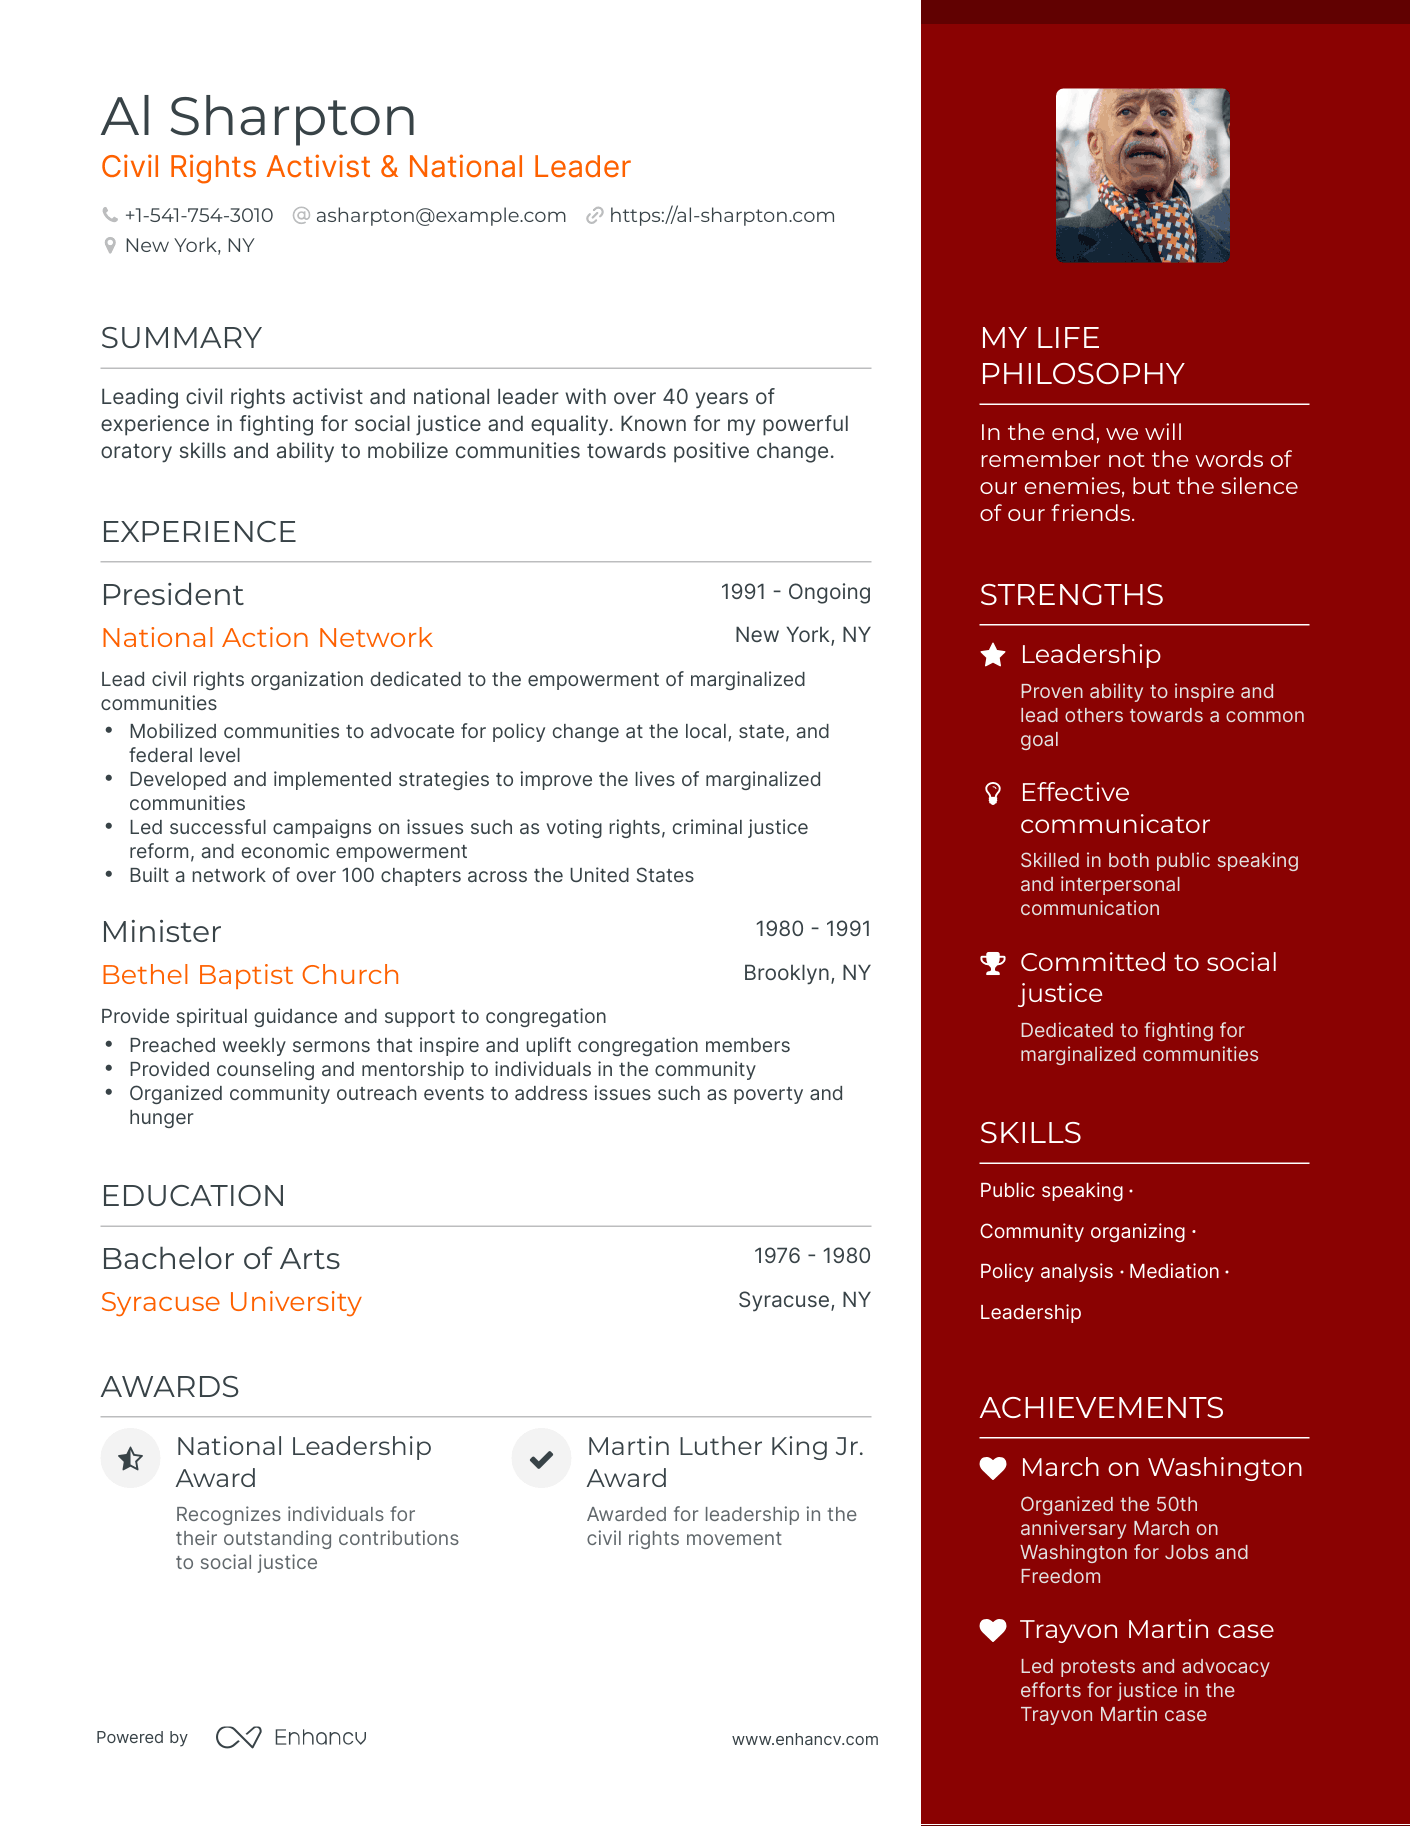 Al Sharpton
Civil Rights Activist & National Leader
+1-541-754-3010 asharpton@example.com https://al-sharpton.com
New York, NY
SUMMARY
Leading civil rights activist and national leader with over 40 years of
experience in fighting for social justice and equality. Known for my powerful
oratory skills and ability to mobilize communities towards positive change.
EXPERIENCE
President 1991 - Ongoing
National Action Network New York, NY
Lead civil rights organization dedicated to the empowerment of marginalized
communities
• Mobilized communities to advocate for policy change at the local, state, and
federal level
• Developed and implemented strategies to improve the lives of marginalized
communities
• Led successful campaigns on issues such as voting rights, criminal justice
reform, and economic empowerment
• Built a network of over 100 chapters across the United States
Minister 1980 - 1991
Bethel Baptist Church Brooklyn, NY
Provide spiritual guidance and support to congregation
• Preached weekly sermons that inspire and uplift congregation members
• Provided counseling and mentorship to individuals in the community
• Organized community outreach events to address issues such as poverty and
hunger
EDUCATION
Bachelor of Arts 1976 - 1980
Syracuse University Syracuse, NY
AWARDS
National Leadership
Award
Recognizes individuals for
their outstanding contributions
to social justice
Martin Luther King Jr.
Award
Awarded for leadership in the
civil rights movement
MY LIFE
PHILOSOPHY
In the end, we will
remember not the words of
our enemies, but the silence
of our friends.
STRENGTHS
Leadership
Proven ability to inspire and
lead others towards a common
goal
Effective
communicator
Skilled in both public speaking
and interpersonal
communication
Committed to social
justice
Dedicated to fighting for
marginalized communities
SKILLS
Public speaking ·
Community organizing ·
Policy analysis · Mediation ·
Leadership
ACHIEVEMENTS
March on Washington
Organized the 50th
anniversary March on
Washington for Jobs and
Freedom
Trayvon Martin case
Led protests and advocacy
efforts for justice in the
Trayvon Martin case
Powered by Enhancv www.enhancv.com